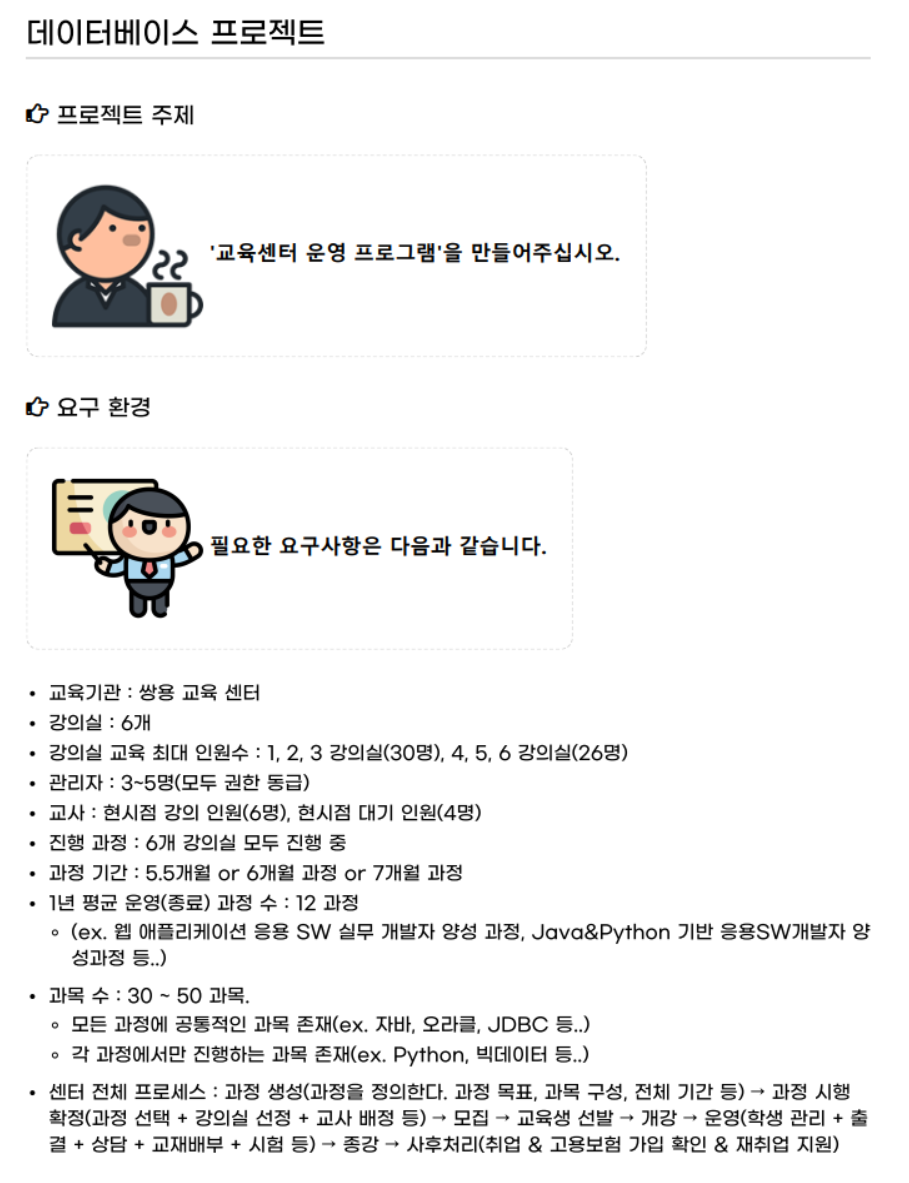 데이터베이스 프로젝트
프로젝트 주제
'교육센터 운영 프로그램'을 만들어주십시오.
요구 환경
필요한 요구사항은 다음과 같습니다.
• 교육기관 : 쌍용 교육 센터
• 강의실 : 6개
• 강의실 교육 최대 인원수 : 1, 2, 3 강의실(30명), 4, 5, 6 강의실(26명)
• 관리자 : 3~5명(모두 권한 동급)
• 교사 : 현시점 강의 인원(6명), 현시점 대기 인원(4명)
• 진행 과정 : 6개 강의실 모두 진행 중
• 과정 기간 : 5.5개월 or 6개월 과정 or 7개월 과정
• 1년 평균 운영(종료) 과정 수 : 12 과정
◦ (ex. 웹 애플리케이션 응용 SW 실무 개발자 양성 과정, Java&Python 기반 응용SW개발자 양
성과정 등..)
• 과목 수 : 30 ~ 50 과목.
◦ 모든 과정에 공통적인 과목 존재(ex. 자바, 오라클, JDBC 등..)
◦ 각 과정에서만 진행하는 과목 존재(ex. Python, 빅데이터 등..)
• 센터 전체 프로세스 : 과정 생성(과정을 정의한다. 과정 목표, 과목 구성, 전체 기간 등) → 과정 시행
확정(과정 선택 + 강의실 선정 + 교사 배정 등) → 모집 → 교육생 선발 → 개강 → 운영(학생 관리 + 출
결 + 상담 + 교재배부 + 시험 등) → 종강 → 사후처리(취업 & 고용보험 가입 확인 & 재취업 지원)